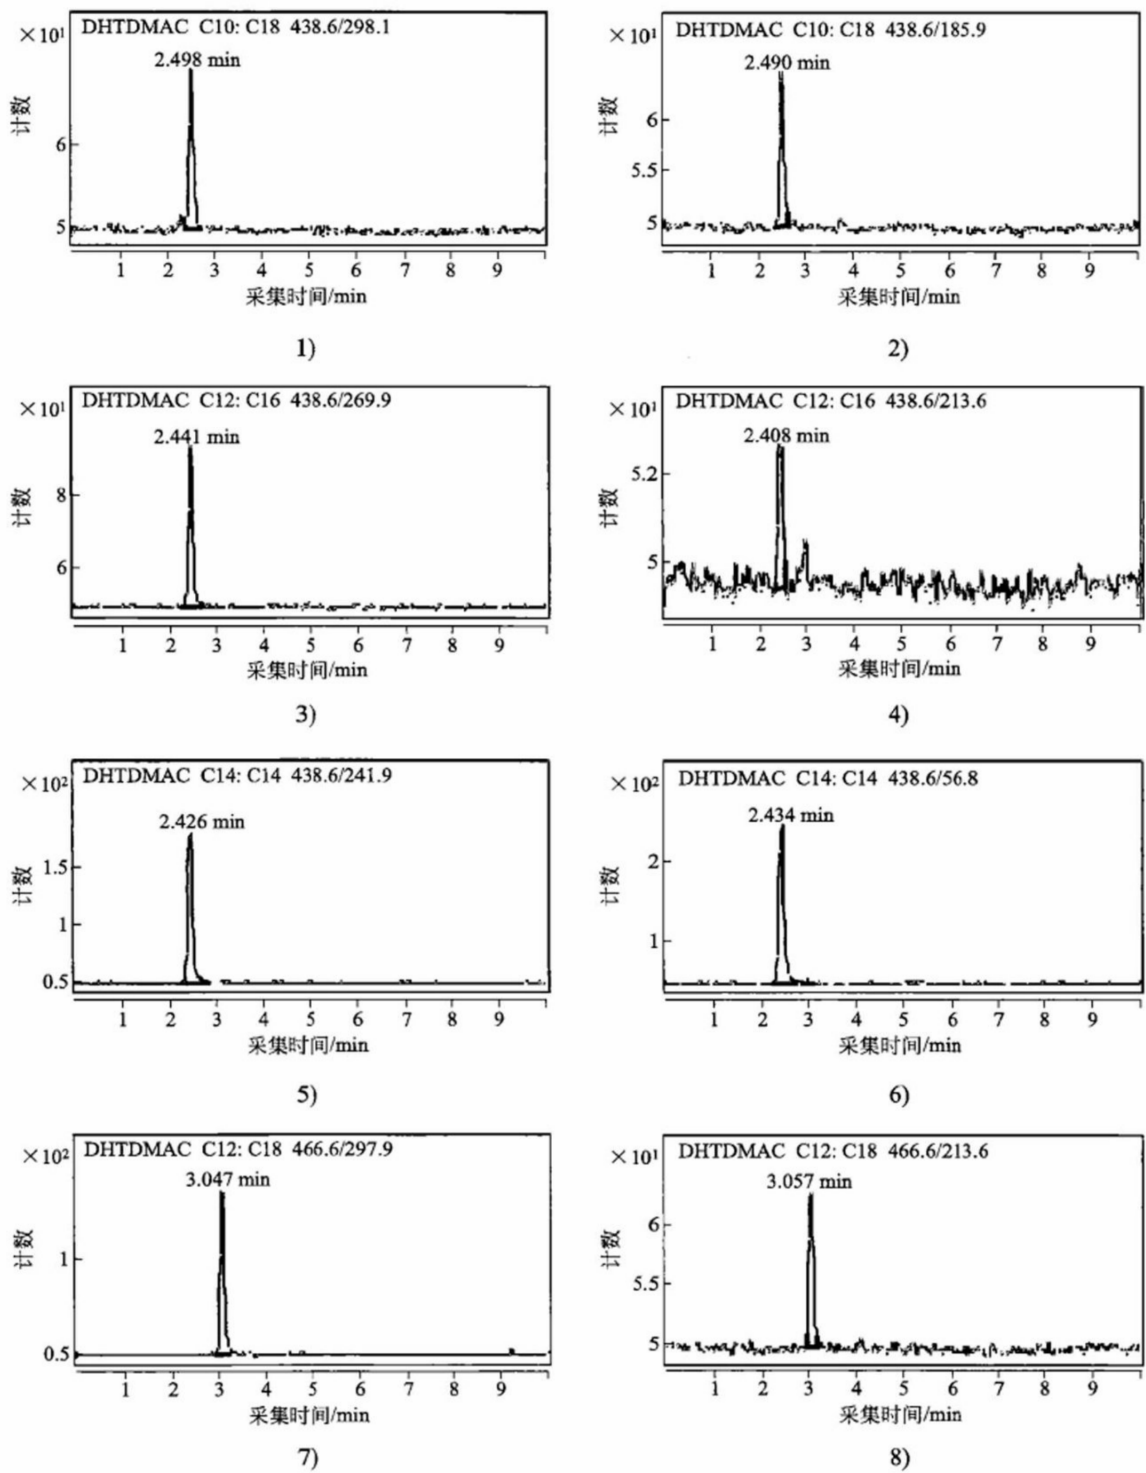 DHTDMAC C10: C18 438.6/298.1
×10¹
2.498 min
计数
6
5
1 2 3 4 5 6 7 8 9
采集时间/min
1)
DHTDMAC C10: C18 438.6/185.9
×10¹
2.490 min
计数
6
5.5
5
1 2 3 4 5 6 7 8 9
采集时间/min
2)
DHTDMAC C12: C16 438.6/269.9
×10¹
2.441 min
计数
8
6
1 2 3 4 5 6 7 8 9
采集时间/min
3)
DHTDMAC C12: C16 438.6/213.6
×10¹
2.408 min
计数
5.2
5
1 2 3 4 5 6 7 8 9
采集时间/min
4)
DHTDMAC C14: C14 438.6/241.9
×10²
2.426 min
计数
1.5
1
0.5
1 2 3 4 5 6 7 8 9
采集时间/min
5)
DHTDMAC C14: C14 438.6/56.8
×10²
2.434 min
计数
2
1
1 2 3 4 5 6 7 8 9
采集时间/min
6)
DHTDMAC C12: C18 466.6/297.9
×10²
3.047 min
计数
1
0.5
1 2 3 4 5 6 7 8 9
采集时间/min
7)
DHTDMAC C12: C18 466.6/213.6
×10¹
3.057 min
计数
6
5.5
5
1 2 3 4 5 6 7 8 9
采集时间/min
8)